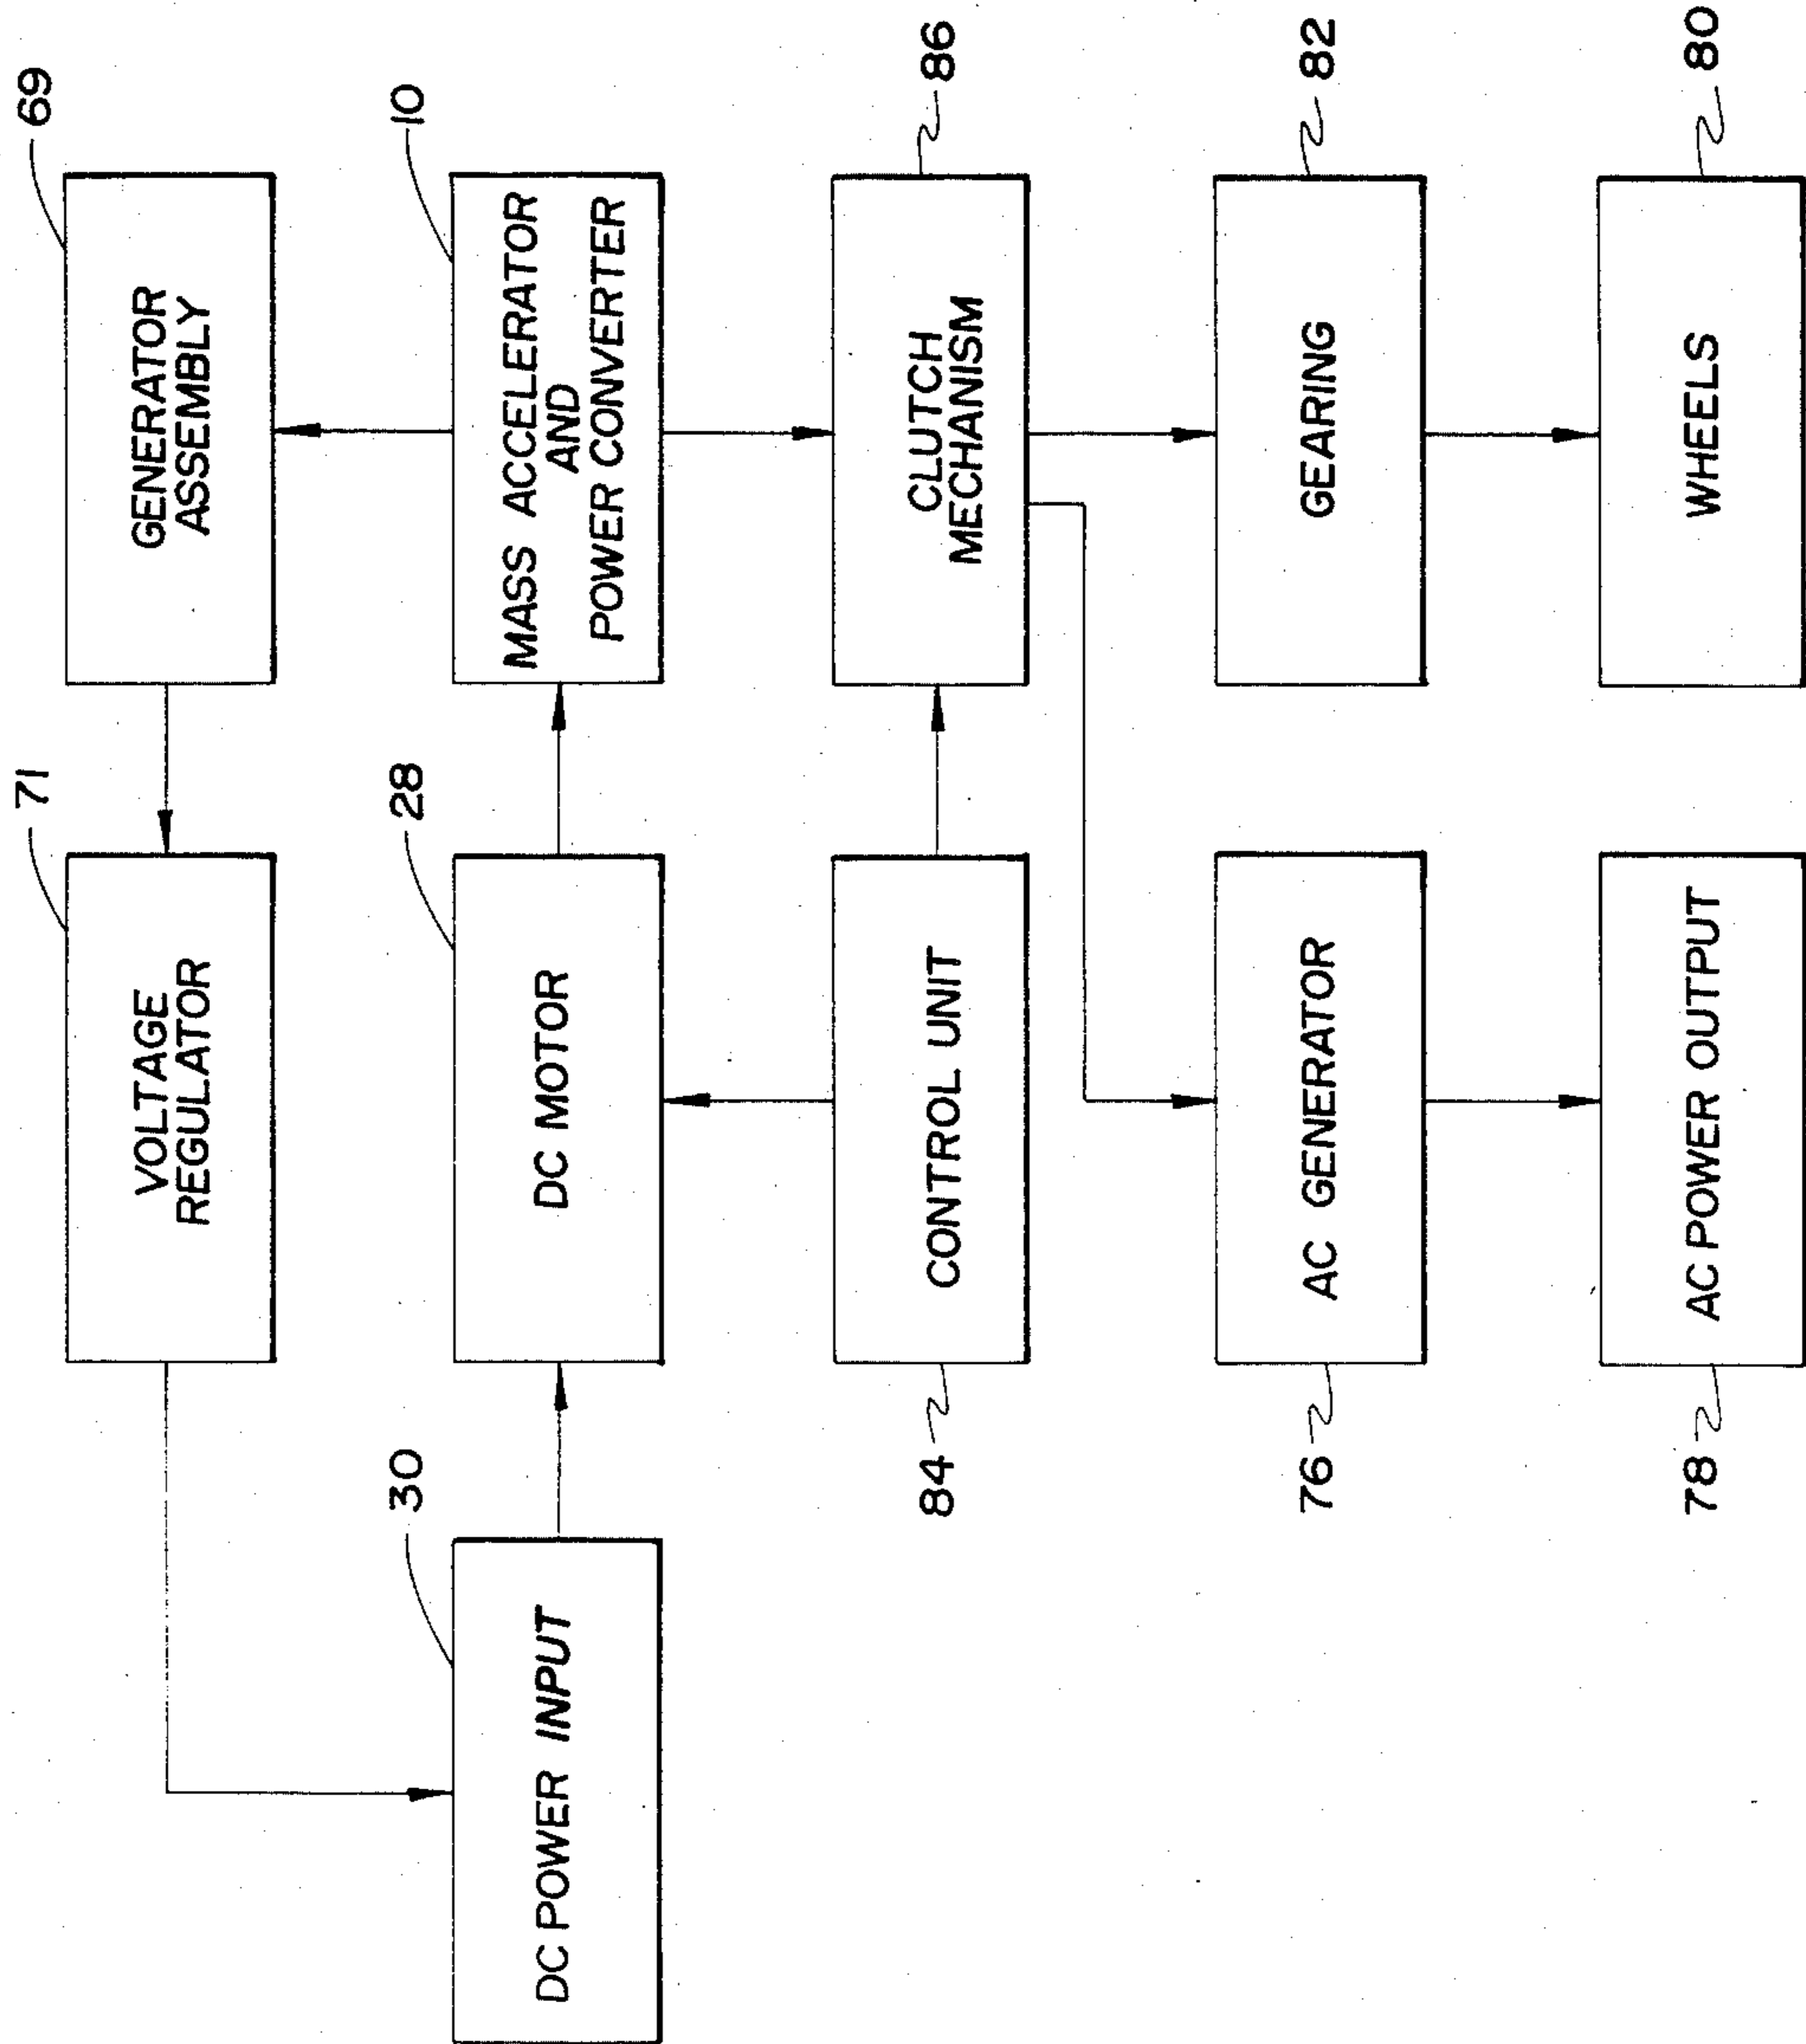 69
GENERATOR
ASSEMBLY
71
VOLTAGE
REGULATOR
10
MASS ACCELERATOR
AND
POWER CONVERTER
28
DC MOTOR
30
DC POWER INPUT
86
CLUTCH
MECHANISM
CONTROL UNIT
84
82
GEARING
AC GENERATOR
76
80
WHEELS
AC POWER OUTPUT
78